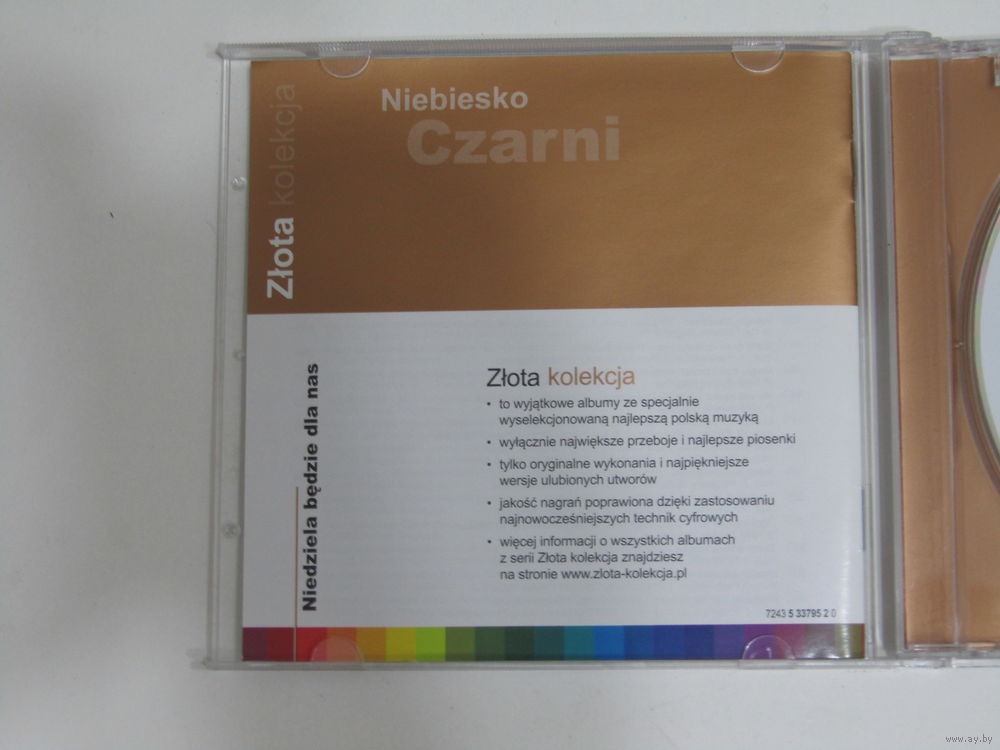 Niebiesko
Czarni
Złota kolekcja
Niedziela będzie dla nas
Złota kolekcja
• to wyjątkowe albumy ze specjalnie
wyselekcjonowaną najlepszą polską muzyką
• wyłącznie największe przeboje i najlepsze piosenki
• tylko oryginalne wykonania i najpiękniejsze
wersje ulubionych utworów
• jakość nagrań poprawiona dzięki zastosowaniu
najnowocześniejszych technik cyfrowych
• więcej informacji o wszystkich albumach
z serii Złota kolekcja znajdziesz
na stronie www.zlota-kolekcja.pl
7243 5 33795 2 0
www.ay.by